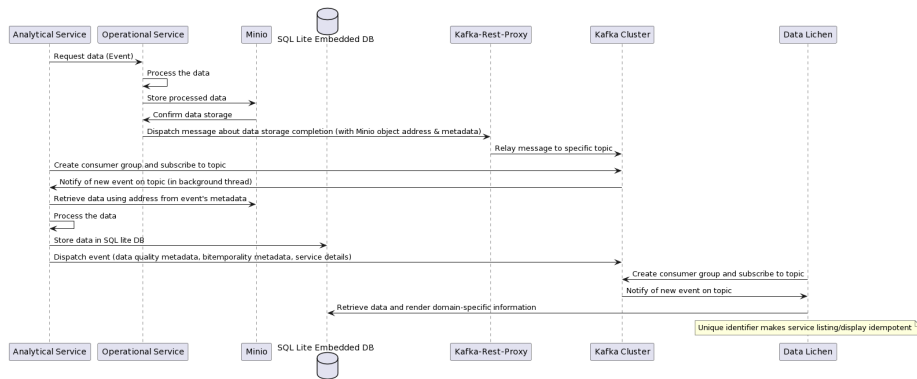 SQL Lite Embedded DB
Analytical Service
Operational Service
Minio
Kafka-Rest-Proxy
Kafka Cluster
Data Lichen
Request data (Event)
Process the data
Store processed data
Confirm data storage
Dispatch message about data storage completion (with Minio object address & metadata)
Relay message to specific topic
Create consumer group and subscribe to topic
Notify of new event on topic (in background thread)
Retrieve data using address from event's metadata
Process the data
Store data in SQL lite DB
Dispatch event (data quality metadata, bitemporality metadata, service details)
Create consumer group and subscribe to topic
Notify of new event on topic
Retrieve data and render domain-specific information
Unique identifier makes service listing/display idempotent
Analytical Service
Operational Service
Minio
SQL Lite Embedded DB
Kafka-Rest-Proxy
Kafka Cluster
Data Lichen